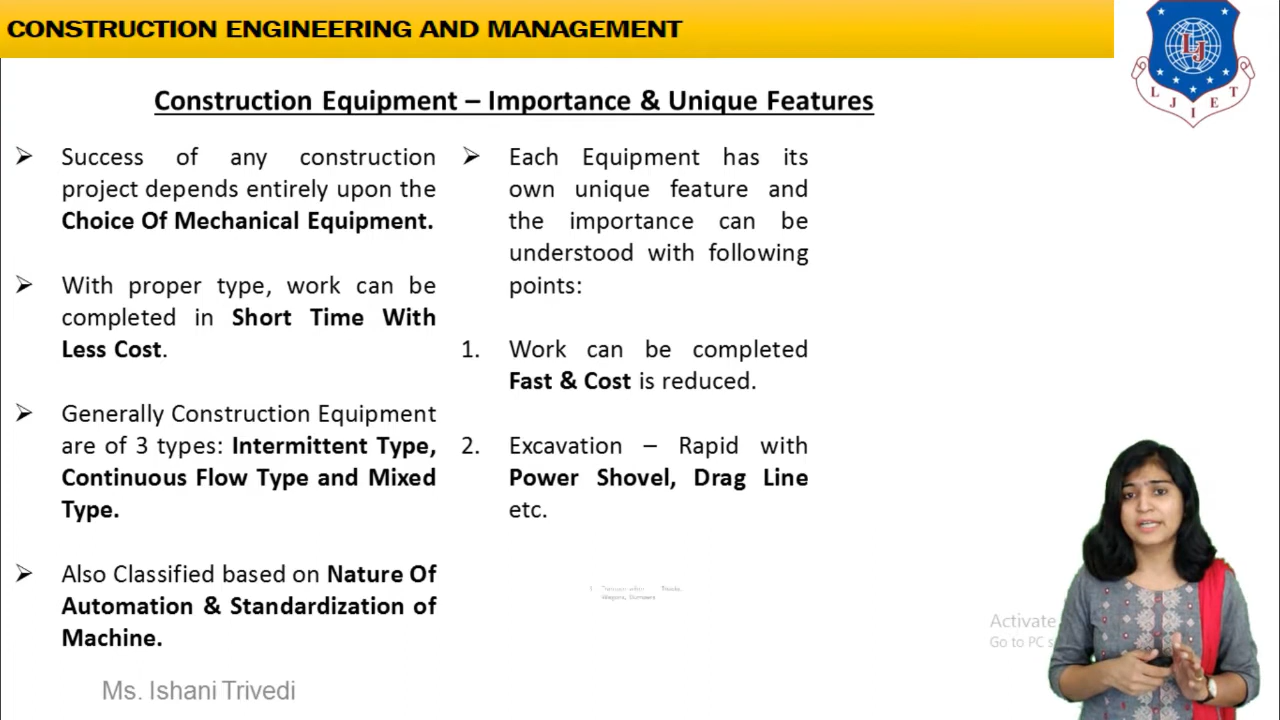 CONSTRUCTION ENGINEERING AND MANAGEMENT
LJIET
Construction Equipment – Importance & Unique Features
➢ Success of any construction
project depends entirely upon the
Choice Of Mechanical Equipment.
➢ With proper type, work can be
completed in Short Time With
Less Cost.
➢ Generally Construction Equipment
are of 3 types: Intermittent Type,
Continuous Flow Type and Mixed
Type.
➢ Also Classified based on Nature Of
Automation & Standardization of
Machine.
➢ Each Equipment has its
own unique feature and
the importance can be
understood with following
points:
1. Work can be completed
Fast & Cost is reduced.
2. Excavation – Rapid with
Power Shovel, Drag Line
etc.
Wagons, Dumpers
Activate
Go to PC s
Ms. Ishani Trivedi